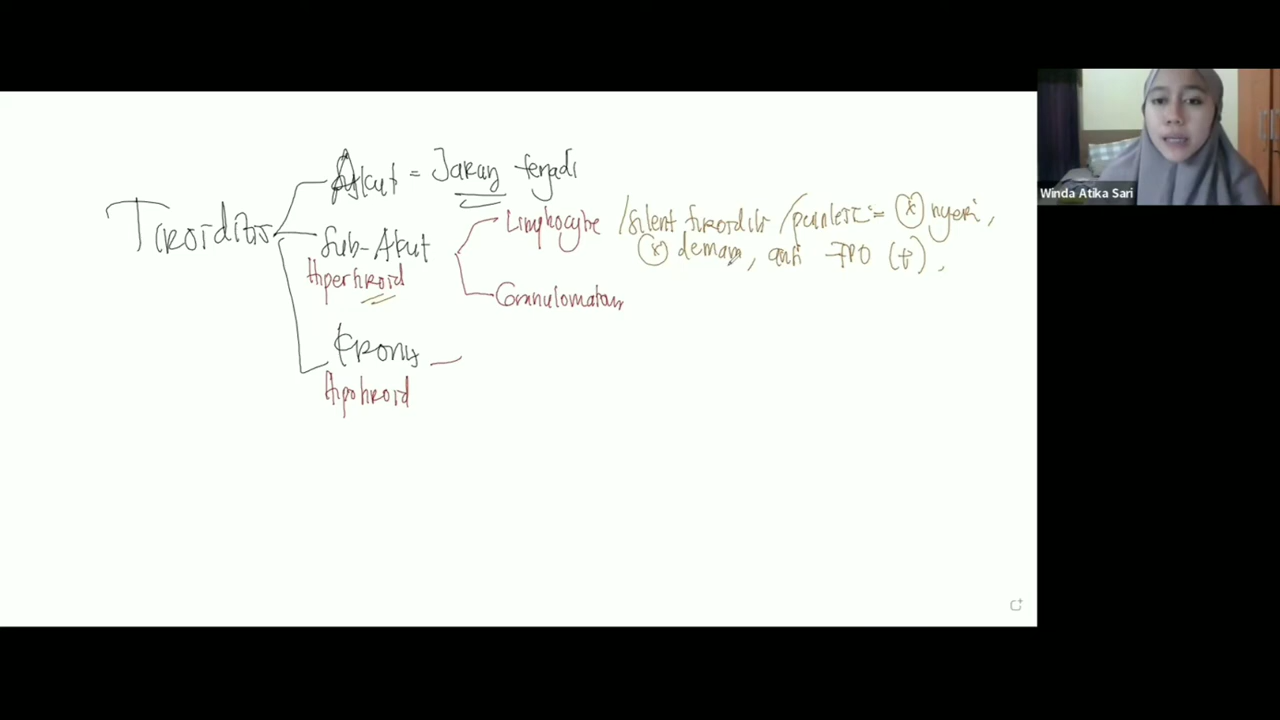 Tiroiditis
Akut = Jarang terjadi
Sub-Akut
Hipertiroid
Limphocytic /silent tiroiditis /painless = (x) nyeri,
(x) demam, anti TPO (+),
Granulomatous
Kronis
Hipotiroid
Winda Atika Sari